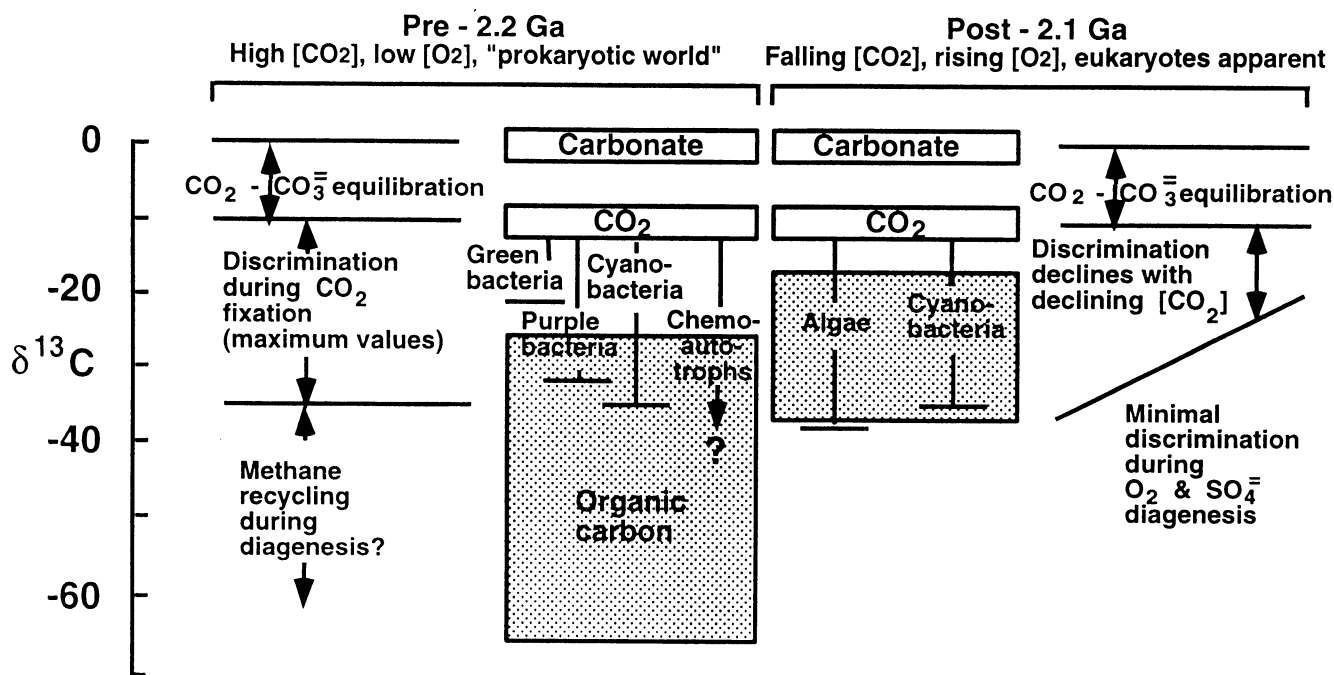 Pre - 2.2 Ga
High [CO2], low [O2], "prokaryotic world"
Post - 2.1 Ga
Falling [CO2], rising [O2], eukaryotes apparent
0
-20
δ13C
-40
-60
CO2 - CO3= equilibration
Discrimination
during CO2
fixation
(maximum values)
Methane
recycling
during
diagenesis?
Carbonate
CO2
Green
bacteria
Cyano-
bacteria
Purple
bacteria
Chemo-
auto-
trophs
?
Organic
carbon
Carbonate
CO2
Algae
Cyano-
bacteria
CO2 - CO3= equilibration
Discrimination
declines with
declining [CO2]
Minimal
discrimination
during
O2 & SO4=
diagenesis